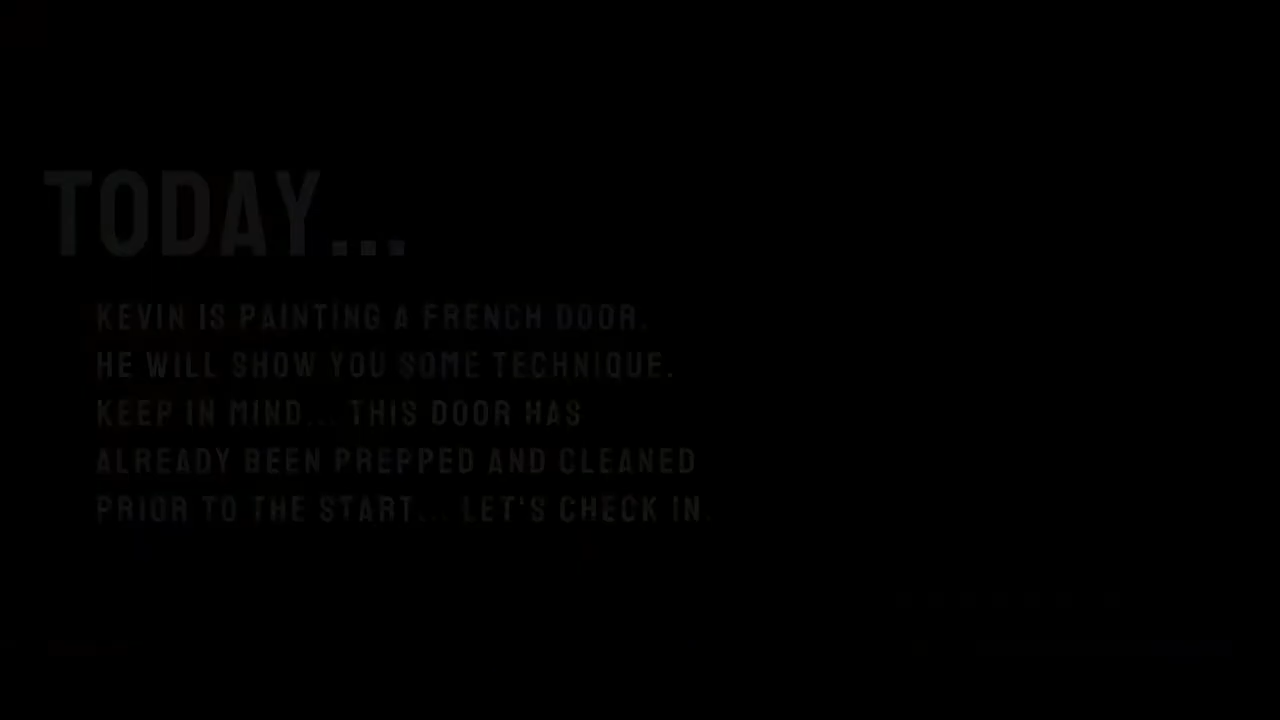 TODAY...
KEVIN IS PAINTING A FRENCH DOOR.
HE WILL SHOW YOU SOME TECHNIQUE.
KEEP IN MIND... THIS DOOR HAS
ALREADY BEEN PREPPED AND CLEANED
PRIOR TO THE START... LET'S CHECK IN.